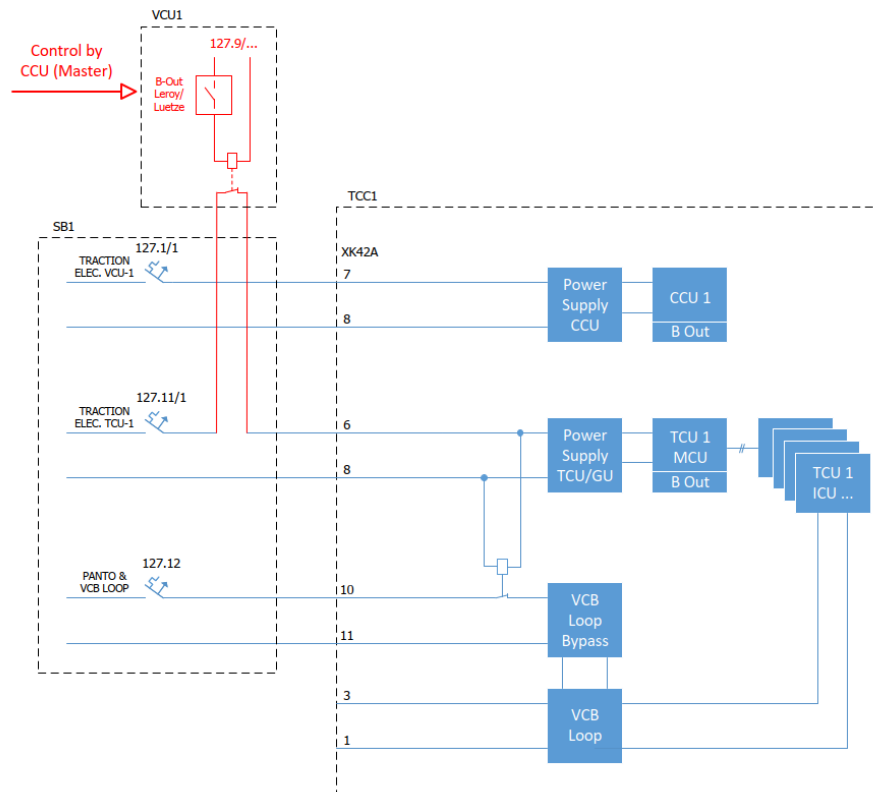 VCU1
Control by
CCU (Master)
127.9/...
B-Out
Leroy/
Luetze
TCC1
SB1
127.1/1
TRACTION
ELEC. VCU-1
XK42A
7
8
Power
Supply
CCU
CCU 1
B Out
127.11/1
TRACTION
ELEC. TCU-1
6
8
Power
Supply
TCU/GU
TCU 1
MCU
B Out
TCU 1
ICU ...
127.12
PANTO &
VCB LOOP
10
11
VCB
Loop
Bypass
3
1
VCB
Loop